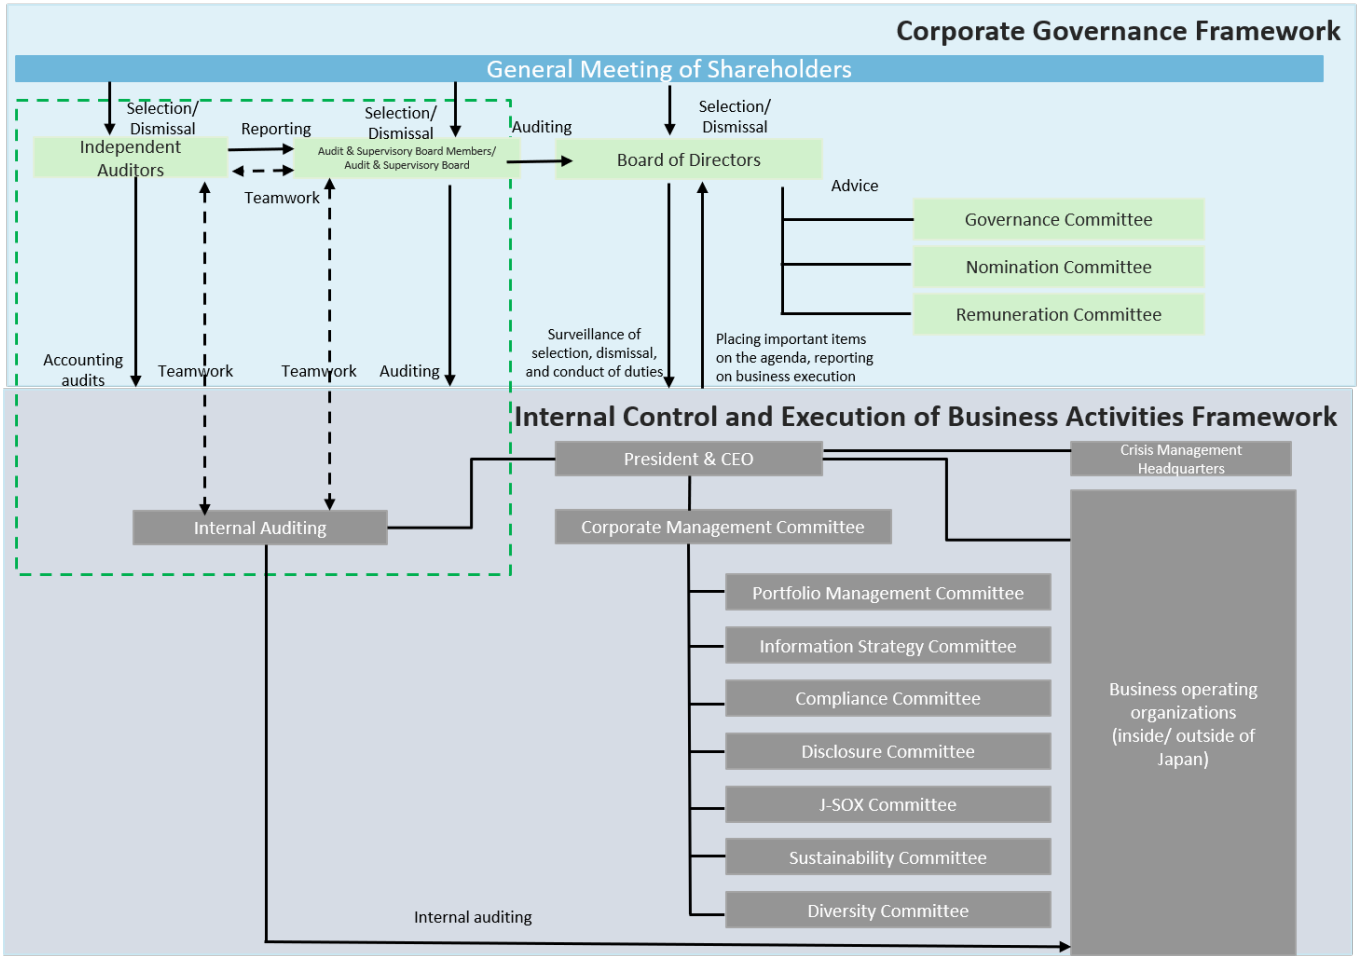 Corporate Governance Framework
General Meeting of Shareholders
Selection/
Dismissal
Selection/
Dismissal
Selection/
Dismissal
Independent
Auditors
Reporting
Teamwork
Audit & Supervisory Board Members/
Audit & Supervisory Board
Auditing
Board of Directors
Advice
Governance Committee
Nomination Committee
Remuneration Committee
Accounting
audits
Teamwork
Teamwork
Auditing
Surveillance of
selection, dismissal,
and conduct of duties
Placing important items
on the agenda, reporting
on business execution
Internal Control and Execution of Business Activities Framework
President & CEO
Crisis Management
Headquarters
Internal Auditing
Corporate Management Committee
Portfolio Management Committee
Information Strategy Committee
Compliance Committee
Disclosure Committee
J-SOX Committee
Sustainability Committee
Diversity Committee
Business operating
organizations
(inside/ outside of
Japan)
Internal auditing